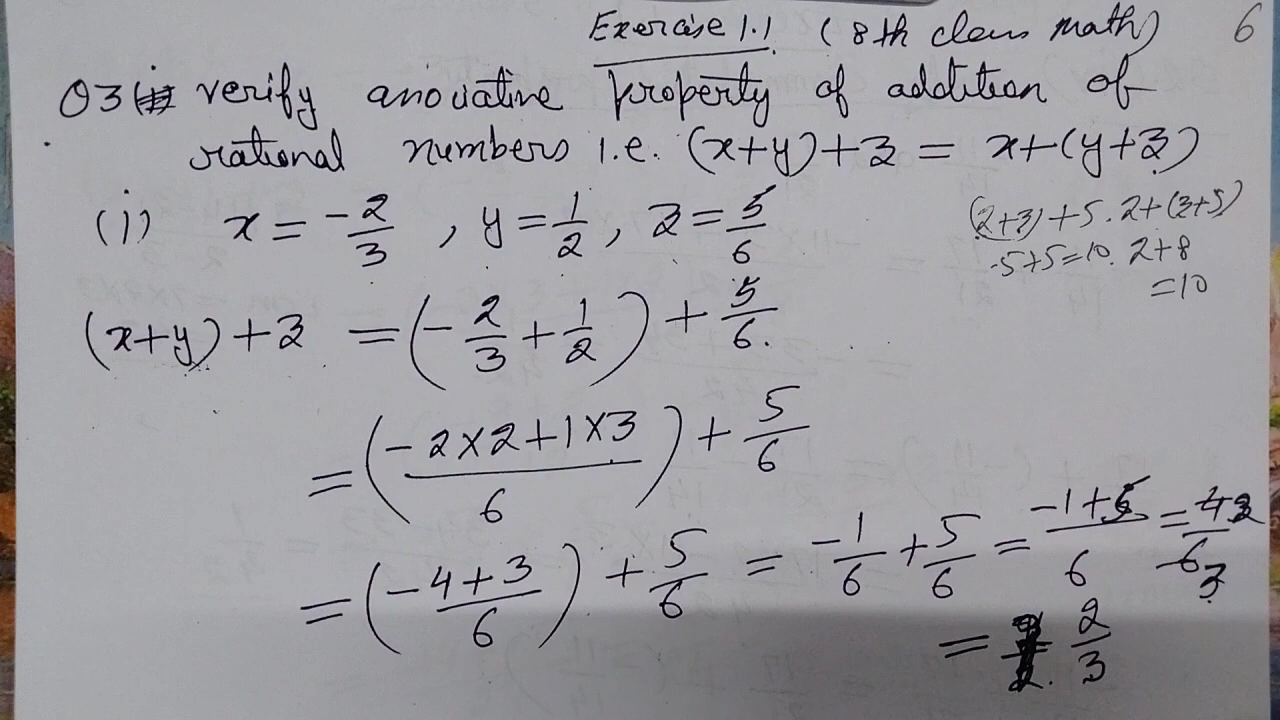 Exercise 1.1 (8th class math) 6
Q3 verify associative property of addition of
rational numbers i.e. (x+y)+z = x+(y+z)
(i) x = -2/3, y = 1/2, z = 5/6
(2+3)+5. 2+(3+5)
5+5=10. 2+8
=10
(x+y)+z = (-2/3 + 1/2) + 5/6.
= (-2×2+1×3/6) + 5/6
= (-4+3/6) + 5/6 = -1/6 + 5/6 = -1+5/6 = 4 2/6 3
= 2/3